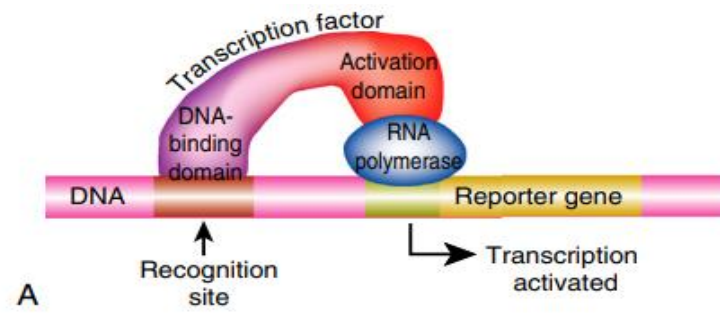 Transcription factor
Activation
domain
DNA-
binding
domain
RNA
polymerase
DNA
Reporter gene
Recognition
site
Transcription
activated
A